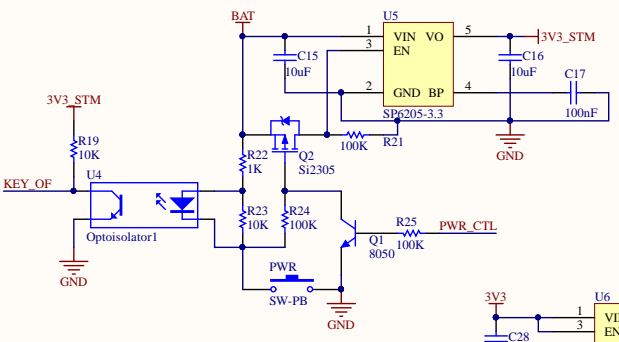 BAT
U5
1 VIN VO 5
3V3_STM
3 EN
C15
10uF
C16
10uF
C17
100nF
2 GND BP 4
SP6205-3.3
3V3_STM
R19
10K
Q2
Si2305
100K R21
GND
R22
1K
KEY_OF
U4
Optoisolator1
R23
10K
R24
100K
Q1
8050
R25
100K
PWR_CTL
GND
PWR
SW-PB
GND
3V3
U6
1
3 EN
C28